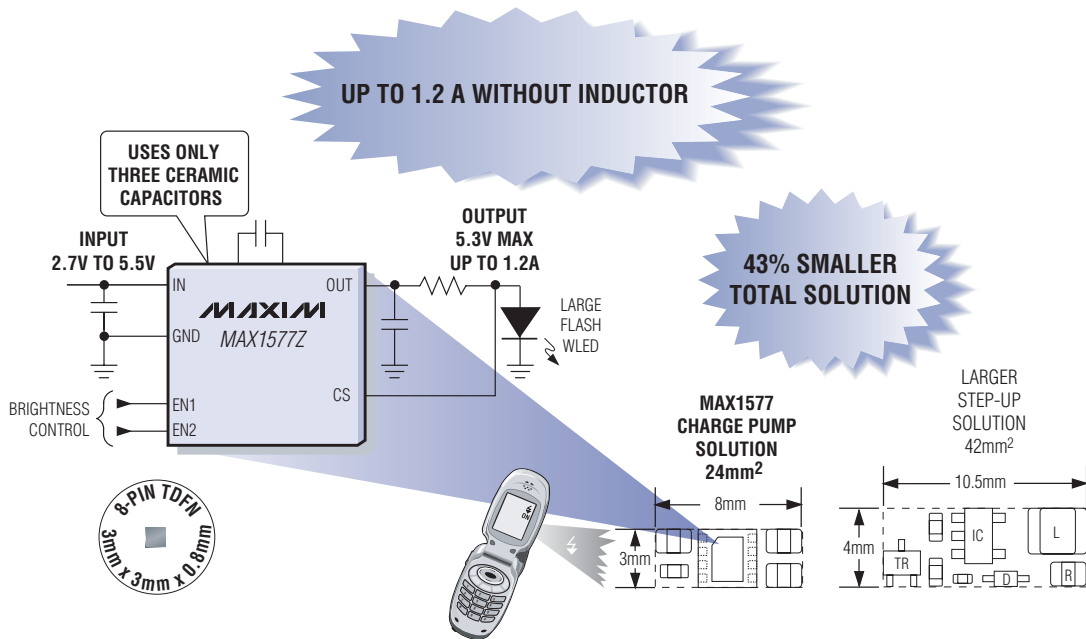 UP TO 1.2 A WITHOUT INDUCTOR
USES ONLY
THREE CERAMIC
CAPACITORS
INPUT
2.7V TO 5.5V
OUTPUT
5.3V MAX
UP TO 1.2A
43% SMALLER
TOTAL SOLUTION
IN
OUT
MAXIM
MAX1577Z
GND
CS
EN1
EN2
BRIGHTNESS
CONTROL
LARGE
FLASH
WLED
8-PIN TDFN
3mm x 3mm x 0.8mm
ON
MAX1577
CHARGE PUMP
SOLUTION
24mm²
8mm
3mm
LARGER
STEP-UP
SOLUTION
42mm²
10.5mm
4mm
IC
L
TR
D
R